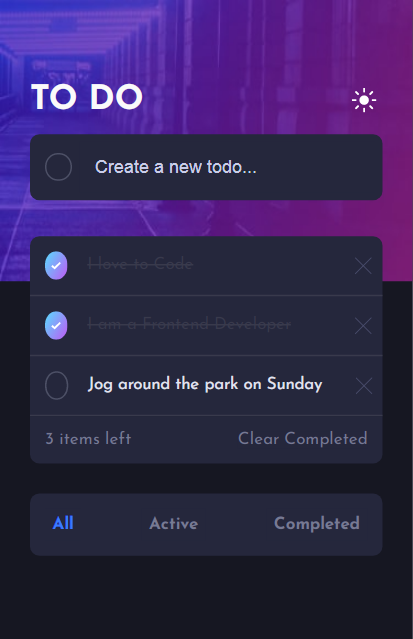 TO DO
Create a new todo...
I love to Code
I am a Frontend Developer
Jog around the park on Sunday
3 items left Clear Completed
All Active Completed